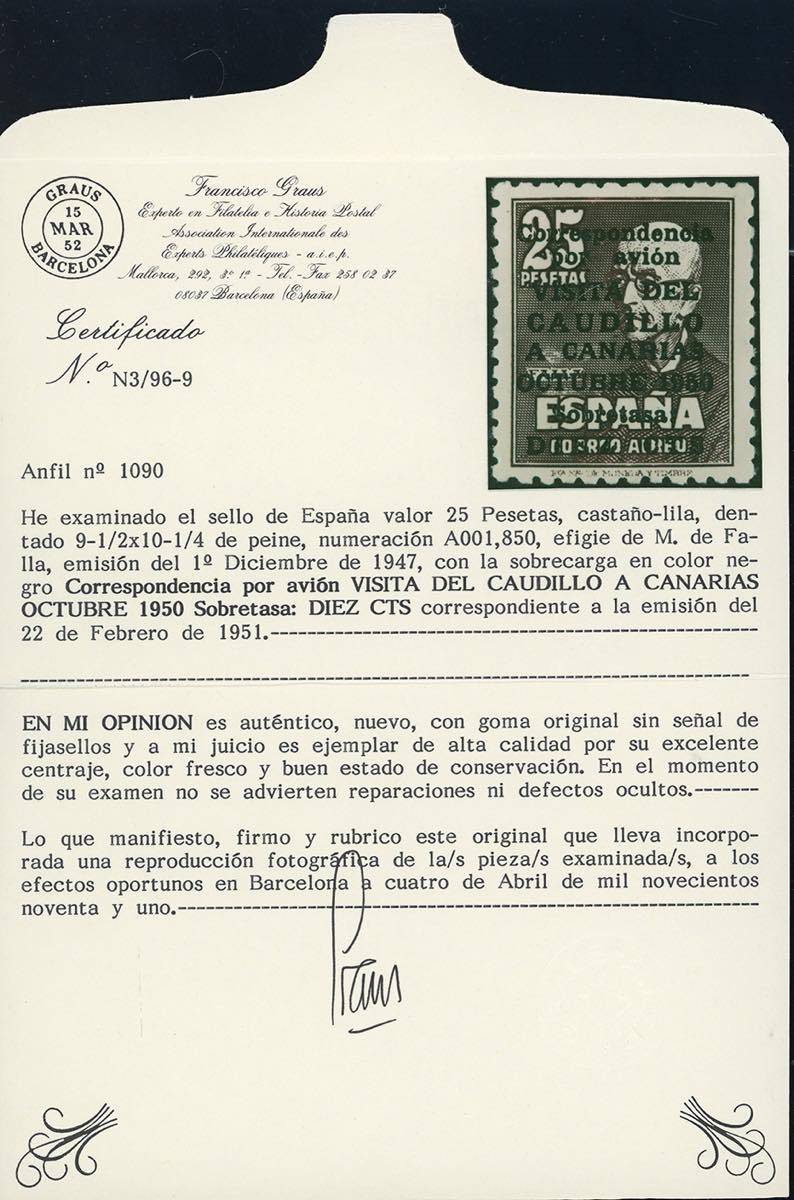 GRAUS
15
MAR
52
BARCELONA
Francisco Graus
Experto en Filatelia e Historia Postal
Association Internationale des
Experts Philatéliques - a.i.e.p.
Mallorca, 292, 3º 1ª - Tel. - Fax 258 02 37
08037 Barcelona (España)
Certificado
N.º N3/96-9
25
PESETAS
Correspondencia
por avión
VISITA DEL
CAUDILLO
A CANARIAS
OCTUBRE 1950
Sobretasa:
ESPAÑA
CORREO AEREO
Anfil nº 1090
He examinado el sello de España valor 25 Pesetas, castaño-lila, den-
tado 9-1/2x10-1/4 de peine, numeración A001,850, efigie de M. de Fa-
lla, emisión del 1º Diciembre de 1947, con la sobrecarga en color ne-
gro Correspondencia por avión VISITA DEL CAUDILLO A CANARIAS
OCTUBRE 1950 Sobretasa: DIEZ CTS correspondiente a la emisión del
22 de Febrero de 1951.-
EN MI OPINION es auténtico, nuevo, con goma original sin señal de
fijasellos y a mi juicio es ejemplar de alta calidad por su excelente
centraje, color fresco y buen estado de conservación. En el momento
de su examen no se advierten reparaciones ni defectos ocultos.-
Lo que manifiesto, firmo y rubrico este original que lleva incorpo-
rada una reproducción fotográfica de la/s pieza/s examinada/s, a los
efectos oportunos en Barcelona a cuatro de Abril de mil novecientos
noventa y uno.-
Graus